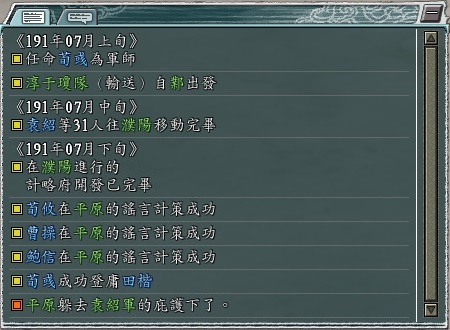 《191年07月上旬》
任命荀彧為軍師
淳于瓊隊（輸送）自鄴出發
《191年07月中旬》
袁紹等31人往濮陽移動完畢
《191年07月下旬》
在濮陽進行的
計略府開發已完畢
荀攸在平原的謠言計策成功
曹操在平原的謠言計策成功
鮑信在平原的謠言計策成功
荀彧成功登庸田楷
平原躲去袁紹軍的庇護下了。